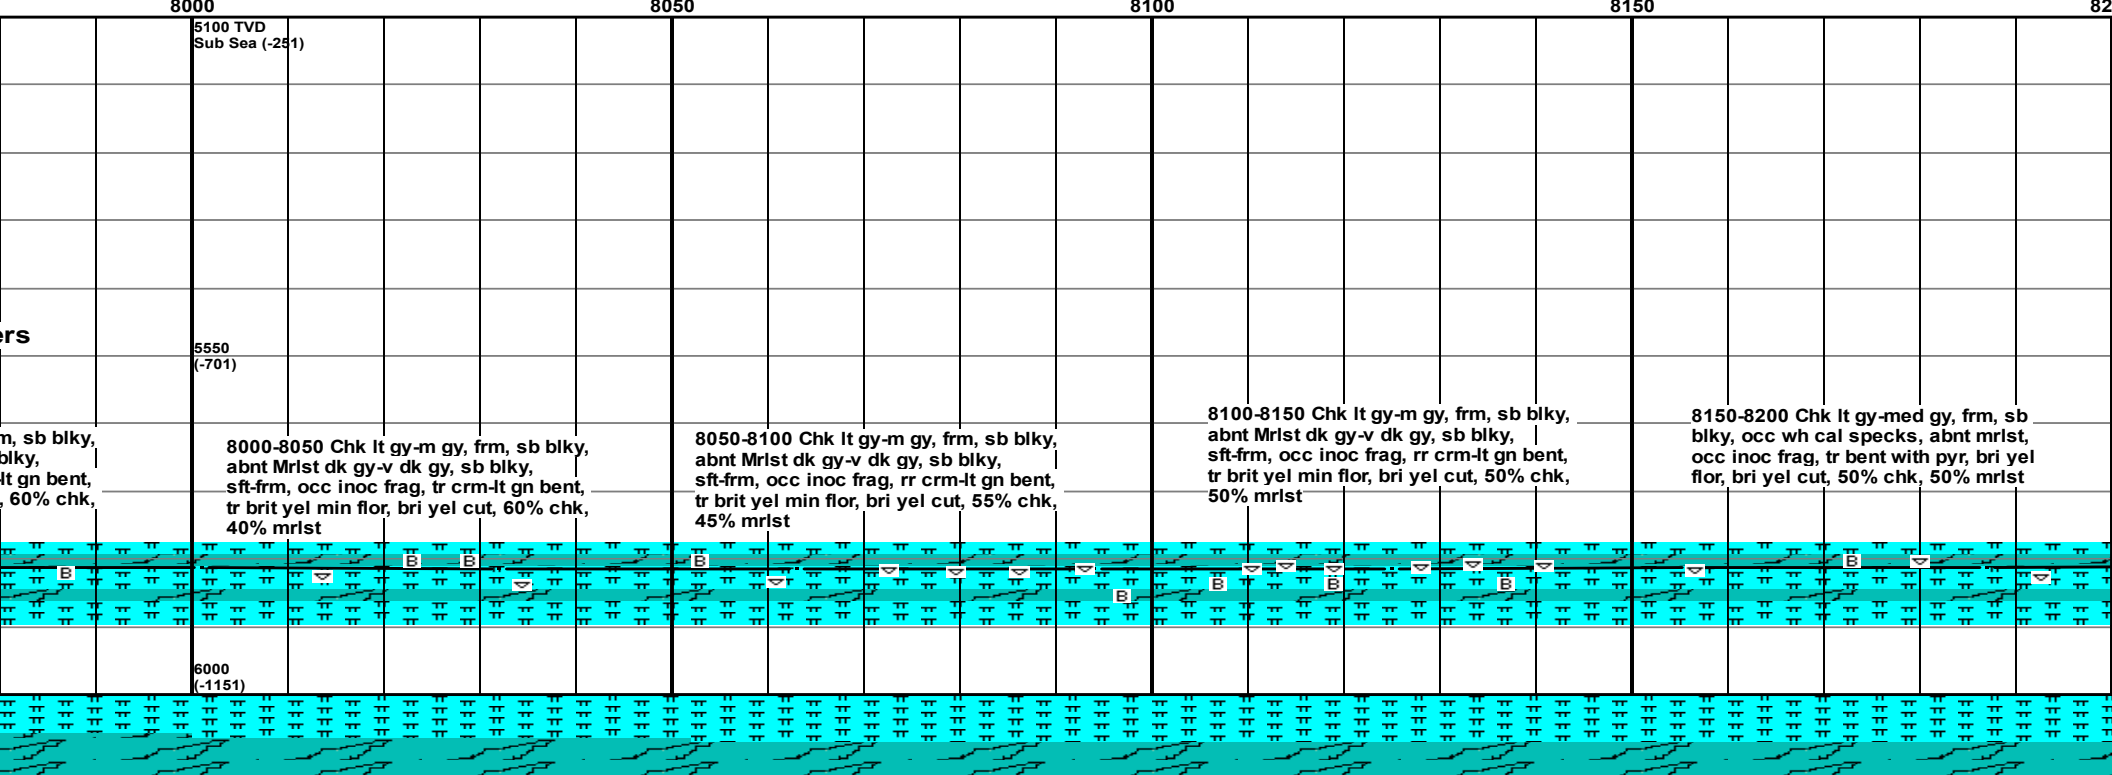 8000 8050 8100 8150 82
5100 TVD
Sub Sea (-251)
ers
5550
(-701)
m, sb blky,
blky,
-lt gn bent,
, 60% chk,
8000-8050 Chk lt gy-m gy, frm, sb blky,
abnt Mrlst dk gy-v dk gy, sb blky,
sft-frm, occ inoc frag, tr crm-lt gn bent,
tr brit yel min flor, bri yel cut, 60% chk,
40% mrlst
8050-8100 Chk lt gy-m gy, frm, sb blky,
abnt Mrlst dk gy-v dk gy, sb blky,
sft-frm, occ inoc frag, rr crm-lt gn bent,
tr brit yel min flor, bri yel cut, 55% chk,
45% mrlst
8100-8150 Chk lt gy-m gy, frm, sb blky,
abnt Mrlst dk gy-v dk gy, sb blky,
sft-frm, occ inoc frag, rr crm-lt gn bent,
tr brit yel min flor, bri yel cut, 50% chk,
50% mrlst
8150-8200 Chk lt gy-med gy, frm, sb
blky, occ wh cal specks, abnt mrlst,
occ inoc frag, tr bent with pyr, bri yel
flor, bri yel cut, 50% chk, 50% mrlst
B B B B B B B B B
6000
(-1151)